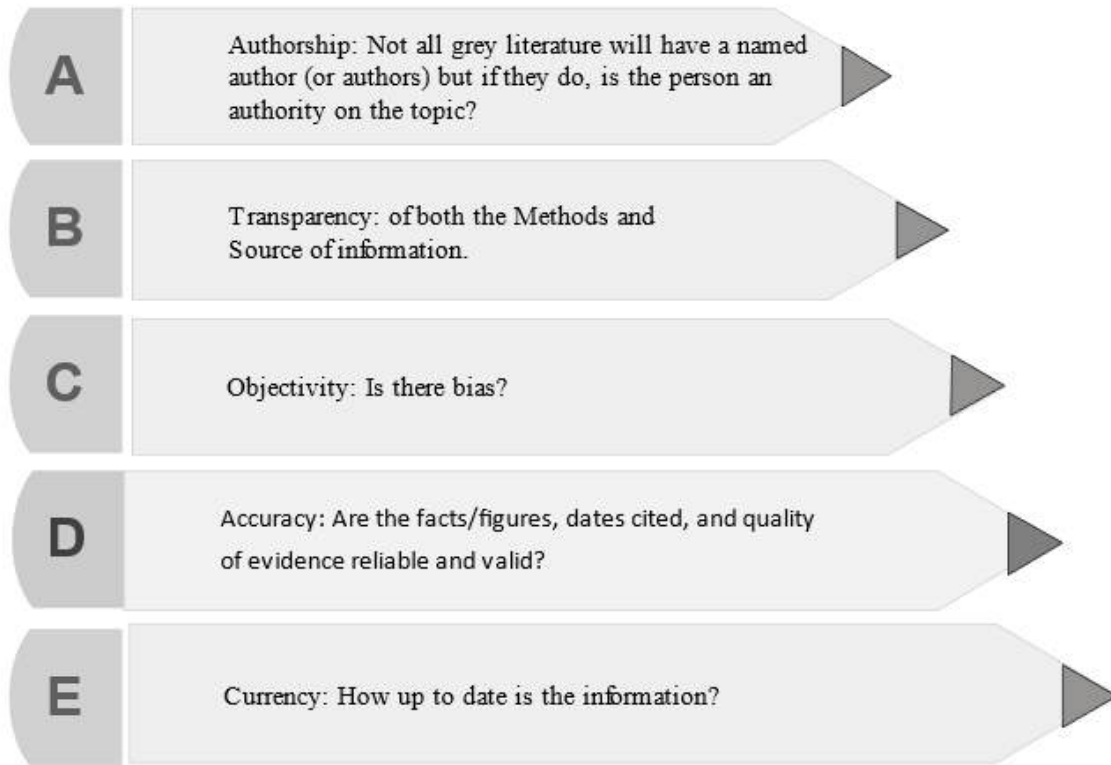 A
Authorship: Not all grey literature will have a named
author (or authors) but if they do, is the person an
authority on the topic?
B
Transparency: of both the Methods and
Source of information.
C
Objectivity: Is there bias?
D
Accuracy: Are the facts/figures, dates cited, and quality
of evidence reliable and valid?
E
Currency: How up to date is the information?